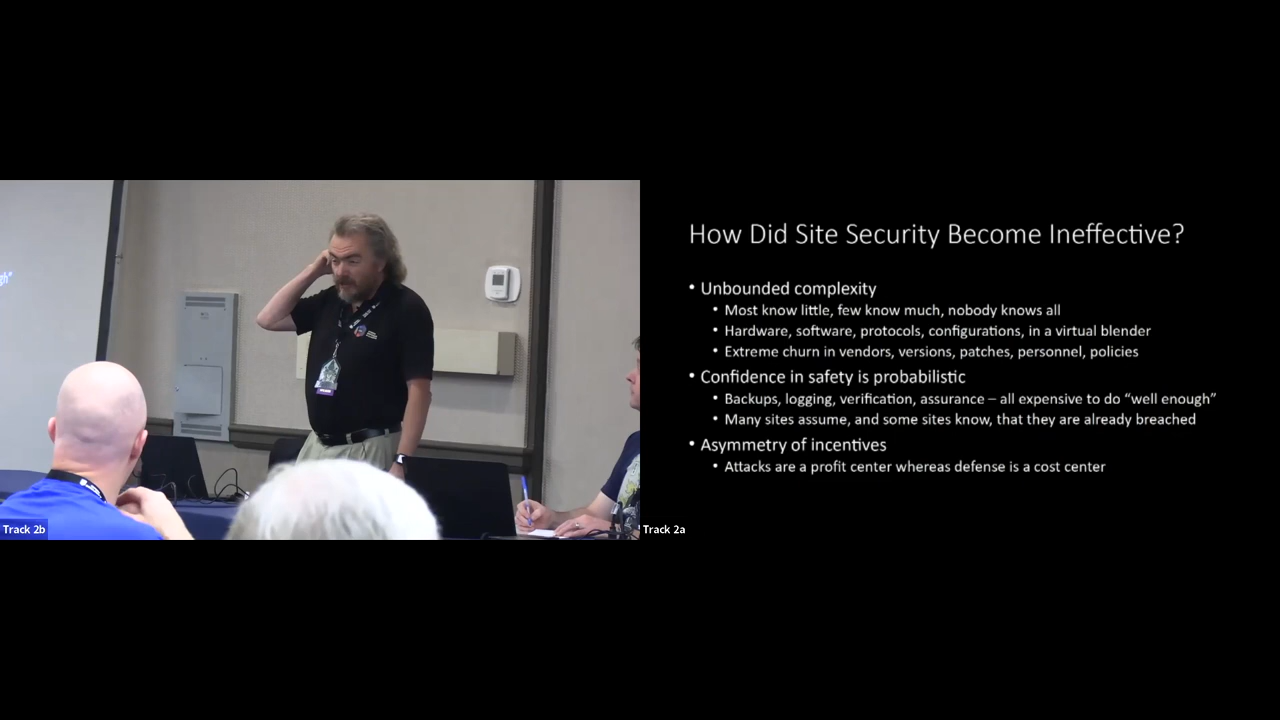 gh"
Track 2b
How Did Site Security Become Ineffective?
• Unbounded complexity
• Most know little, few know much, nobody knows all
• Hardware, software, protocols, configurations, in a virtual blender
• Extreme churn in vendors, versions, patches, personnel, policies
• Confidence in safety is probabilistic
• Backups, logging, verification, assurance – all expensive to do “well enough”
• Many sites assume, and some sites know, that they are already breached
• Asymmetry of incentives
• Attacks are a profit center whereas defense is a cost center
Track 2a